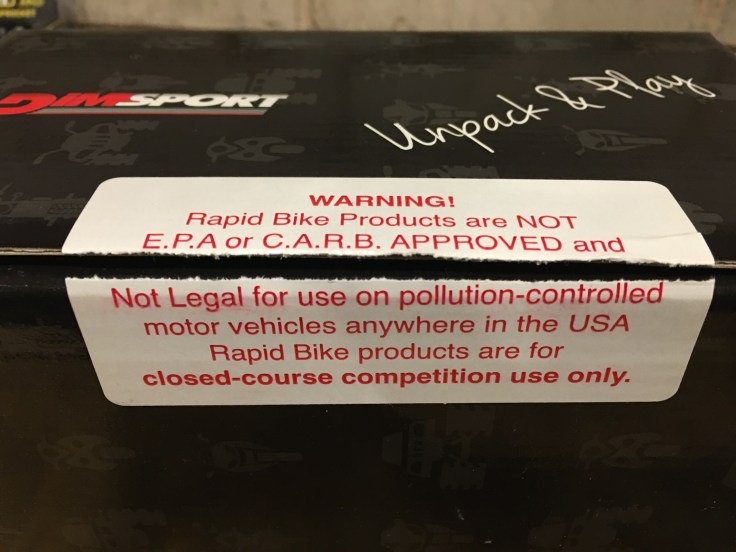 DIMSPORT
Unpack & Play
WARNING!
Rapid Bike Products are NOT
E.P.A or C.A.R.B. APPROVED and
Not Legal for use on pollution-controlled
motor vehicles anywhere in the USA
Rapid Bike products are for
closed-course competition use only.